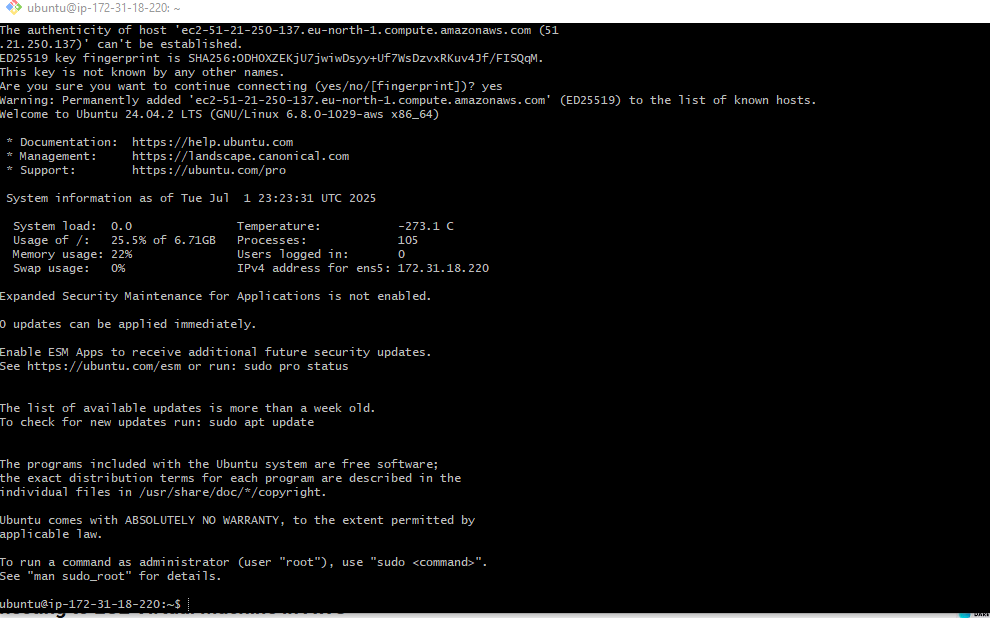 ubuntu@ip-172-31-18-220: ~
The authenticity of host 'ec2-51-21-250-137.eu-north-1.compute.amazonaws.com (51
.21.250.137)' can't be established.
ED25519 key fingerprint is SHA256:ODHOXZEKjU7jwiwDsyy+Uf7WsDzvxRKuv4Jf/FISQqM.
This key is not known by any other names.
Are you sure you want to continue connecting (yes/no/[fingerprint])? yes
Warning: Permanently added 'ec2-51-21-250-137.eu-north-1.compute.amazonaws.com' (ED25519) to the list of known hosts.
Welcome to Ubuntu 24.04.2 LTS (GNU/Linux 6.8.0-1029-aws x86_64)
* Documentation: https://help.ubuntu.com
* Management: https://landscape.canonical.com
* Support: https://ubuntu.com/pro
System information as of Tue Jul 1 23:23:31 UTC 2025
System load: 0.0 Temperature: -273.1 C
Usage of /: 25.5% of 6.71GB Processes: 105
Memory usage: 22% Users logged in: 0
Swap usage: 0% IPv4 address for ens5: 172.31.18.220
Expanded Security Maintenance for Applications is not enabled.
0 updates can be applied immediately.
Enable ESM Apps to receive additional future security updates.
See https://ubuntu.com/esm or run: sudo pro status
The list of available updates is more than a week old.
To check for new updates run: sudo apt update
The programs included with the Ubuntu system are free software;
the exact distribution terms for each program are described in the
individual files in /usr/share/doc/*/copyright.
Ubuntu comes with ABSOLUTELY NO WARRANTY, to the extent permitted by
applicable law.
To run a command as administrator (user "root"), use "sudo <command>".
See "man sudo_root" for details.
ubuntu@ip-172-31-18-220:~$